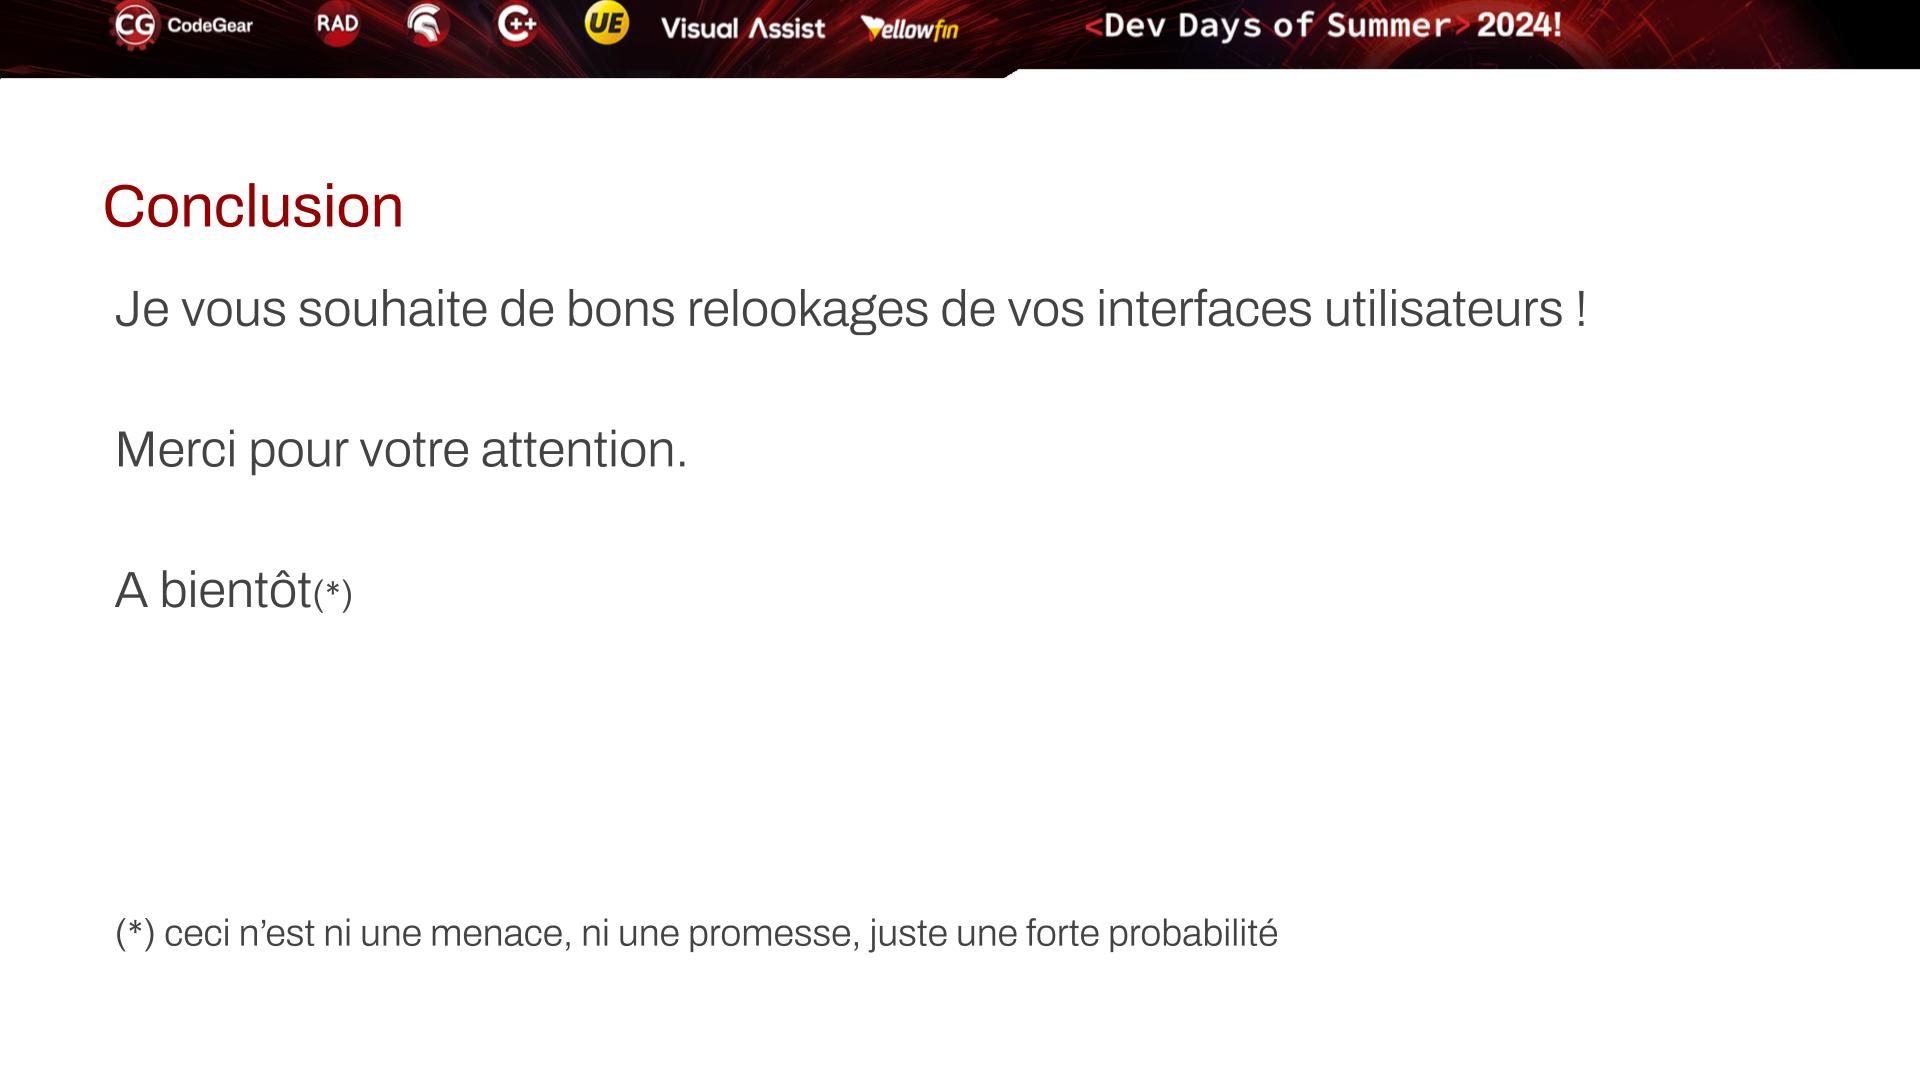 CG CodeGear RAD C++ UE Visual Assist Yellowfin <Dev Days of Summer> 2024!
Conclusion
Je vous souhaite de bons relookages de vos interfaces utilisateurs !
Merci pour votre attention.
A bientôt(*)
(*) ceci n’est ni une menace, ni une promesse, juste une forte probabilité